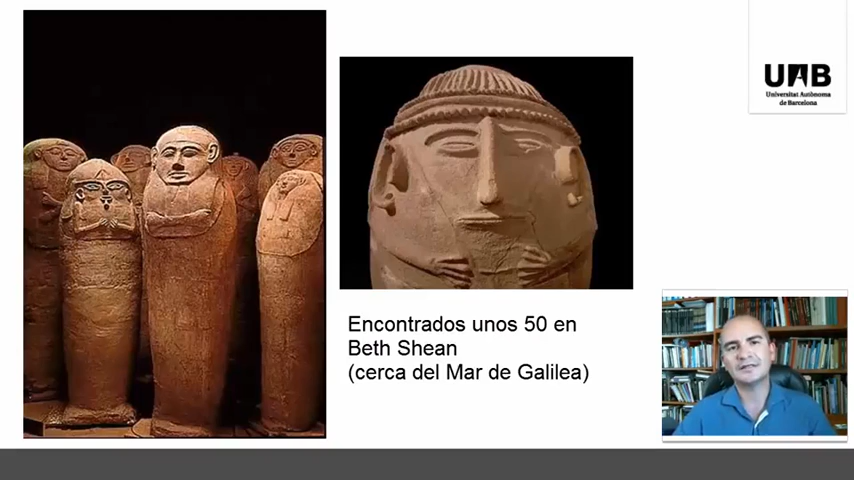 UAB
Universitat Autònoma
de Barcelona
Encontrados unos 50 en
Beth Shean
(cerca del Mar de Galilea)